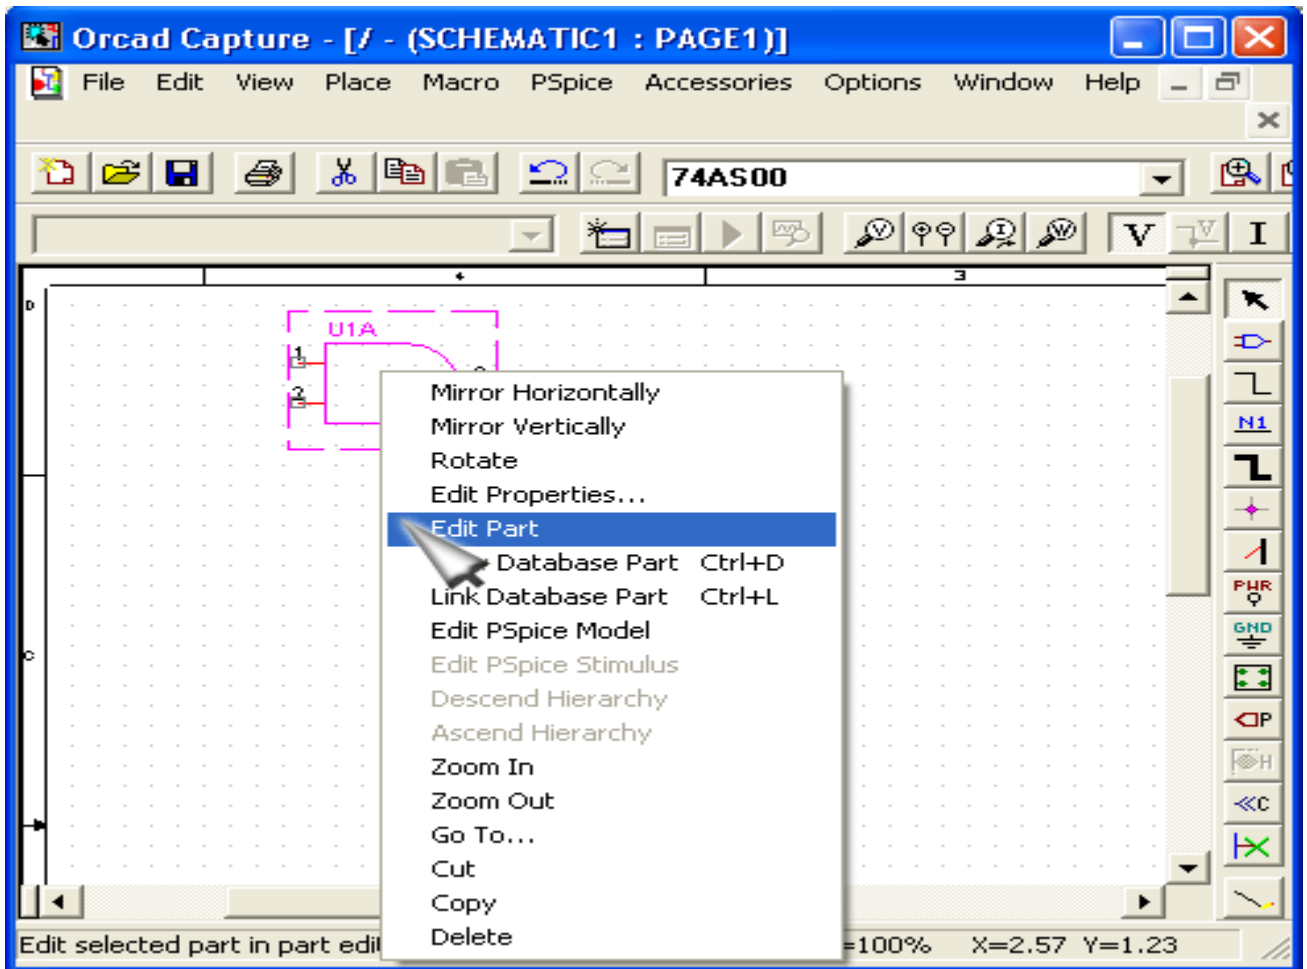 Orcad Capture - [/ - (SCHEMATIC1 : PAGE1)]
File Edit View Place Macro PSpice Accessories Options Window Help
74AS00
V I
4 3
D
U1A
1
2
Mirror Horizontally
Mirror Vertically
Rotate
Edit Properties...
Edit Part
Database Part Ctrl+D
Link Database Part Ctrl+L
Edit PSpice Model
C
Edit PSpice Stimulus
Descend Hierarchy
Ascend Hierarchy
Zoom In
Zoom Out
Go To...
Cut
Copy
Delete
N1
PWR
GND
P
H
C
Edit selected part in part =100% X=2.57 Y=1.23